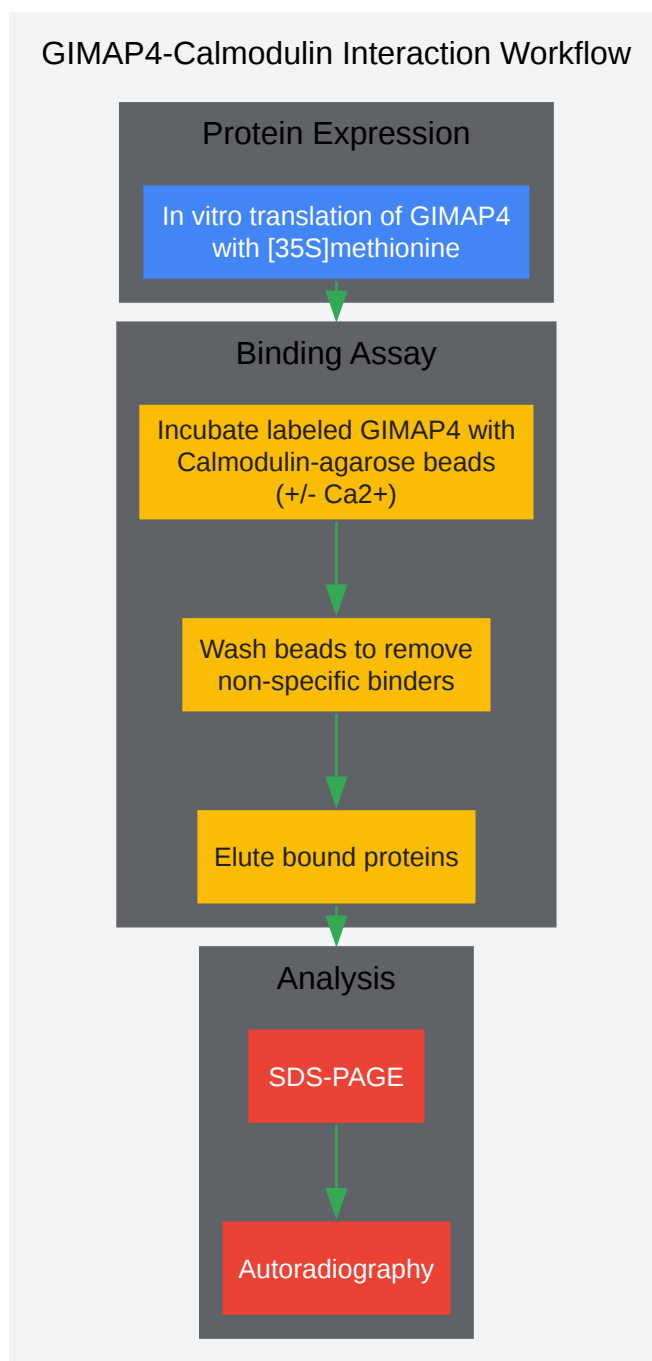 GIMAP4-Calmodulin Interaction Workflow
Protein Expression
In vitro translation of GIMAP4
with [35S]methionine
Binding Assay
Incubate labeled GIMAP4 with
Calmodulin-agarose beads
(+/- Ca2+)
Wash beads to remove
non-specific binders
Elute bound proteins
Analysis
SDS-PAGE
Autoradiography